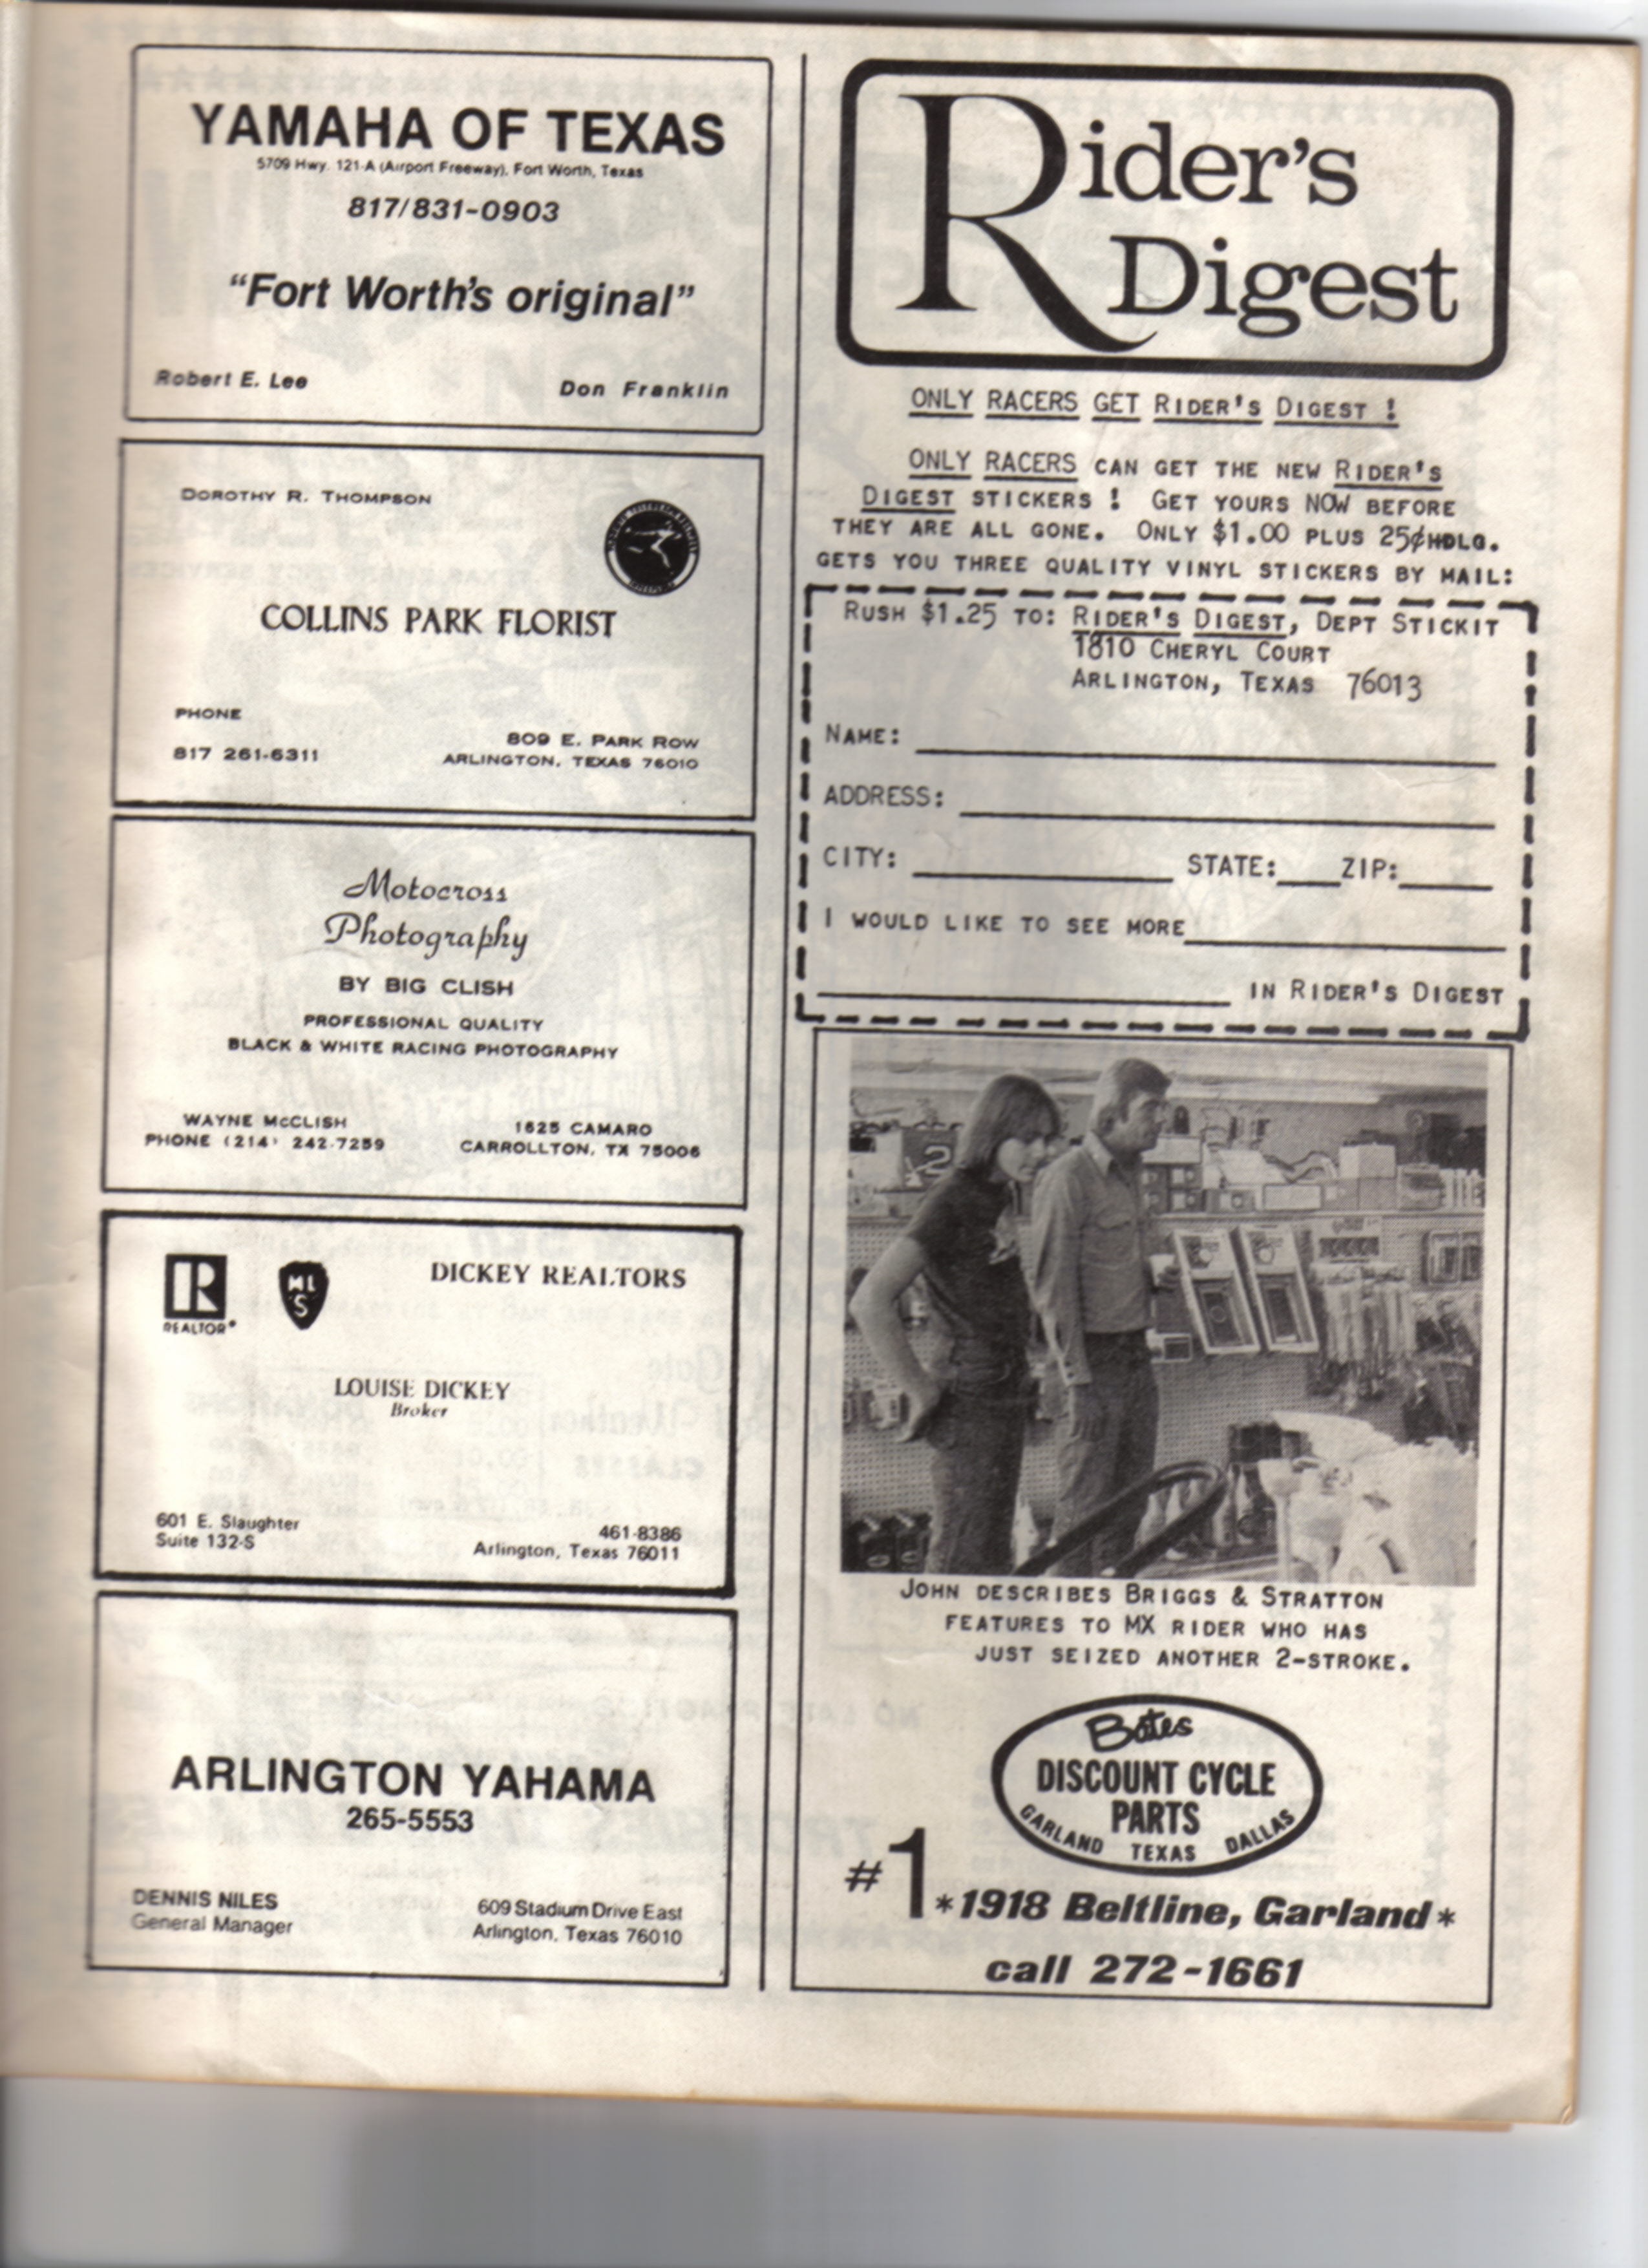 YAMAHA OF TEXAS
5709 Hwy. 121-A (Airport Freeway), Fort Worth, Texas
817/831-0903
“Fort Worth’s original”
Robert E. Lee Don Franklin
DOROTHY R. THOMPSON
COLLINS PARK FLORIST
PHONE
817 261-6311
809 E. PARK ROW
ARLINGTON, TEXAS 76010
Motocross
Photography
BY BIG CLISH
PROFESSIONAL QUALITY
BLACK & WHITE RACING PHOTOGRAPHY
WAYNE McCLISH
PHONE (214) 242-7259
1625 CAMARO
CARROLLTON, TX 75006
R
REALTOR®
MLS
DICKEY REALTORS
LOUISE DICKEY
Broker
601 E. Slaughter
Suite 132-S
461-8386
Arlington, Texas 76011
ARLINGTON YAHAMA
265-5553
DENNIS NILES
General Manager
609 Stadium Drive East
Arlington, Texas 76010
Rider’s
Digest
ONLY RACERS GET RIDER'S DIGEST !
ONLY RACERS CAN GET THE NEW RIDER'S
DIGEST STICKERS ! GET YOURS NOW BEFORE
THEY ARE ALL GONE. ONLY $1.00 PLUS 25¢HDLG.
GETS YOU THREE QUALITY VINYL STICKERS BY MAIL:
RUSH $1.25 TO: RIDER'S DIGEST, DEPT STICKIT
1810 CHERYL COURT
ARLINGTON, TEXAS 76013
NAME:
ADDRESS:
CITY: STATE: ZIP:
I WOULD LIKE TO SEE MORE
IN RIDER'S DIGEST
JOHN DESCRIBES BRIGGS & STRATTON
FEATURES TO MX RIDER WHO HAS
JUST SEIZED ANOTHER 2-STROKE.
Bates
DISCOUNT CYCLE
PARTS
GARLAND TEXAS DALLAS
#1
*1918 Beltline, Garland*
call 272-1661